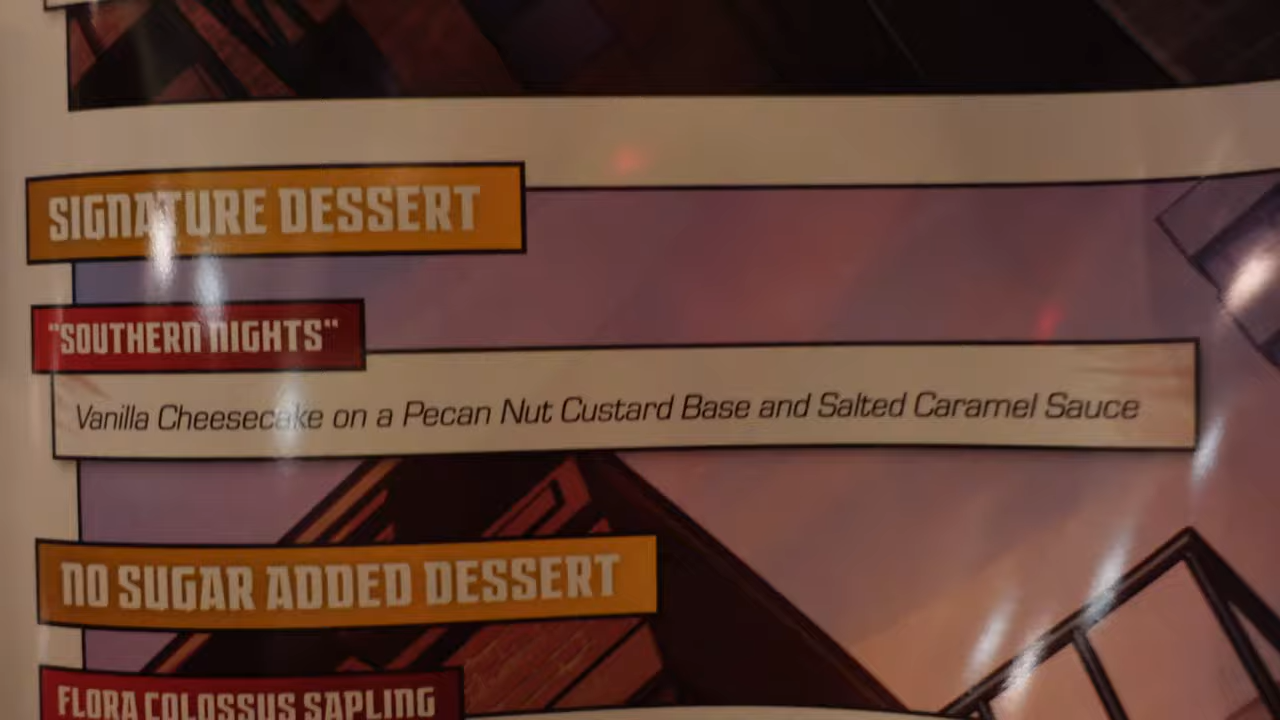 SIGNATURE DESSERT
"SOUTHERN NIGHTS"
Vanilla Cheesecake on a Pecan Nut Custard Base and Salted Caramel Sauce
NO SUGAR ADDED DESSERT
FLORA COLOSSUS SAPLING